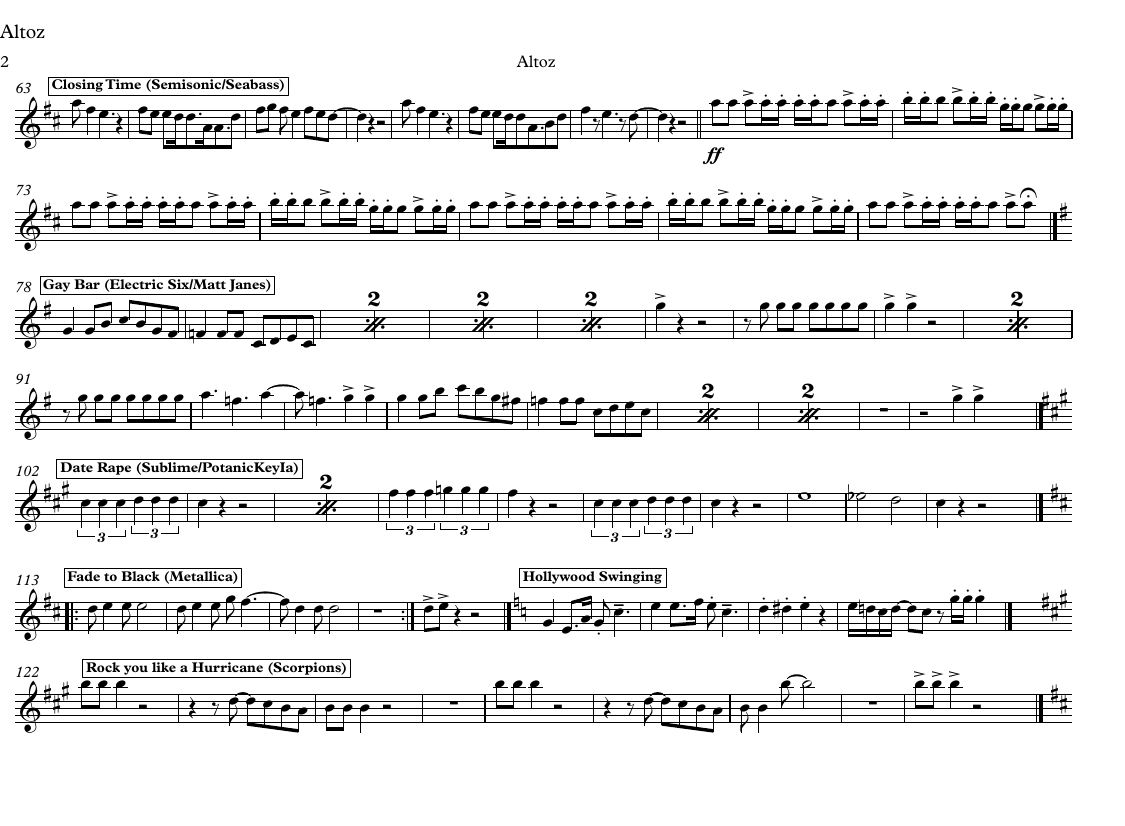 Altoz
2 Altoz
63 Closing Time (Semisonic/Seabass)
ff
73
78 Gay Bar (Electric Six/Matt Janes)
2 2 2 2
91
2 2
102 Date Rape (Sublime/PotanicKeyIa)
2
3 3 3 3 3 3
113 Fade to Black (Metallica) Hollywood Swinging
122 Rock you like a Hurricane (Scorpions)